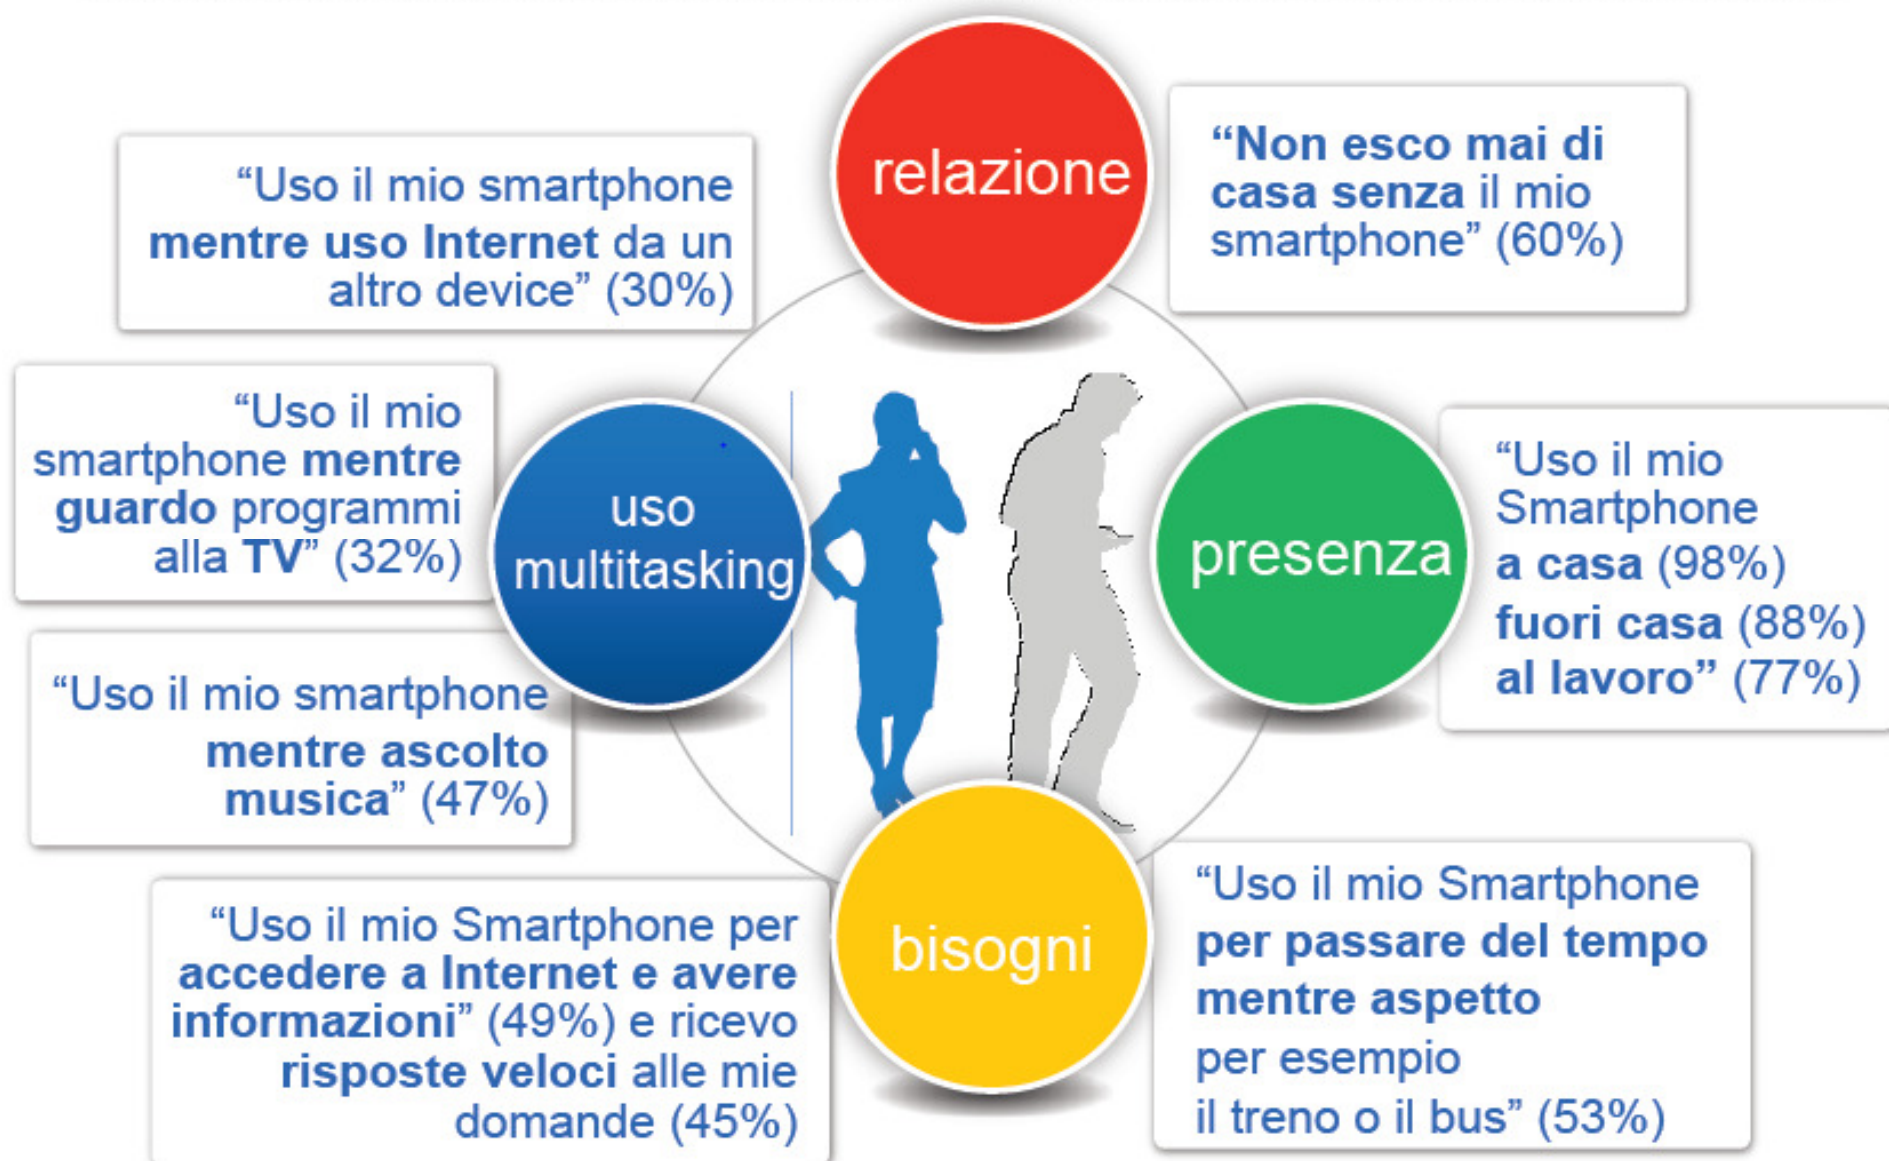 relazione
“Non esco mai di
casa senza il mio
smartphone” (60%)
“Uso il mio smartphone
mentre uso Internet da un
altro device” (30%)
“Uso il mio
smartphone mentre
guardo programmi
alla TV” (32%)
uso
multitasking
presenza
“Uso il mio
Smartphone
a casa (98%)
fuori casa (88%)
al lavoro” (77%)
“Uso il mio smartphone
mentre ascolto
musica” (47%)
“Uso il mio Smartphone per
accedere a Internet e avere
informazioni” (49%) e ricevo
risposte veloci alle mie
domande (45%)
bisogni
“Uso il mio Smartphone
per passare del tempo
mentre aspetto
per esempio
il treno o il bus” (53%)